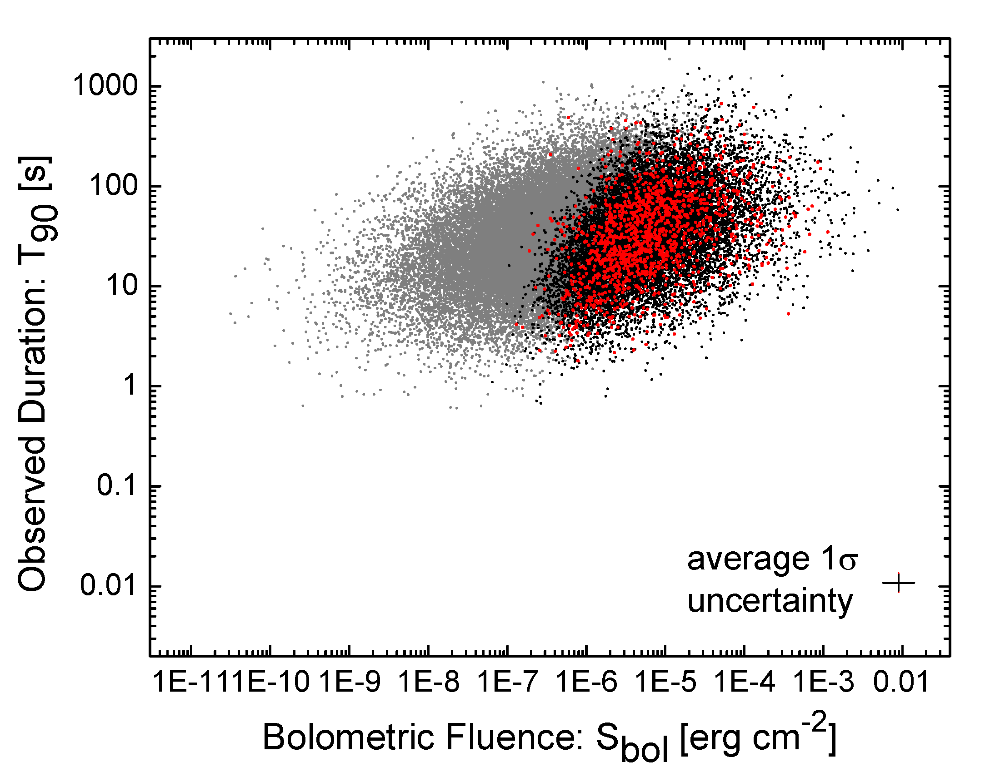 Observed Duration: T90 [s]
1000
100
10
1
0.1
0.01
average 1σ
uncertainty
1E-11 1E-10 1E-9 1E-8 1E-7 1E-6 1E-5 1E-4 1E-3 0.01
Bolometric Fluence: Sbol [erg cm-2]